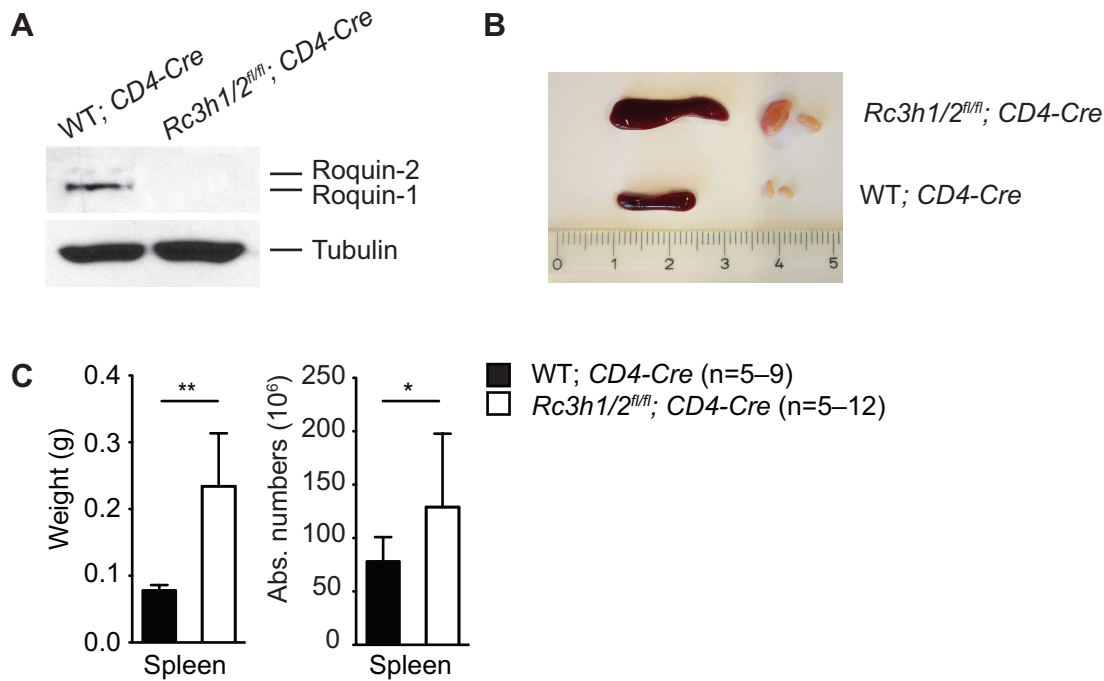 A
WT; CD4-Cre
Rc3h1/2fl/fl; CD4-Cre
Roquin-2
Roquin-1
Tubulin
B
Rc3h1/2fl/fl; CD4-Cre
WT; CD4-Cre
0 1 2 3 4 5
C
0.4
0.3
0.2
0.1
0.0
Weight (g)
**
Spleen
250
200
150
100
50
0
Abs. numbers (10⁶)
*
Spleen
WT; CD4-Cre (n=5–9)
Rc3h1/2fl/fl; CD4-Cre (n=5–12)